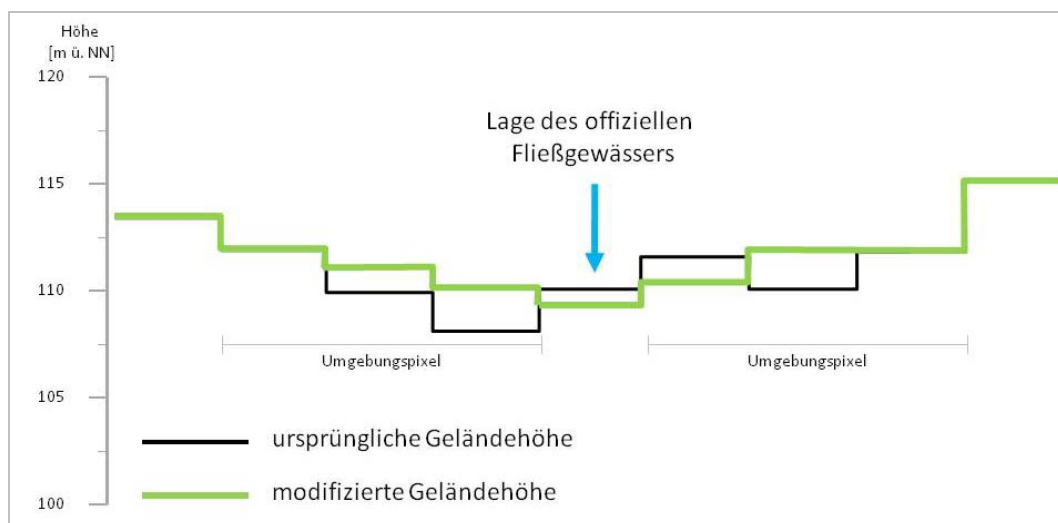 Höhe
[m ü. NN]
120
Lage des offiziellen
Fließgewässers
115
110
Umgebungspixel
Umgebungspixel
105
ursprüngliche Geländehöhe
modifizierte Geländehöhe
100